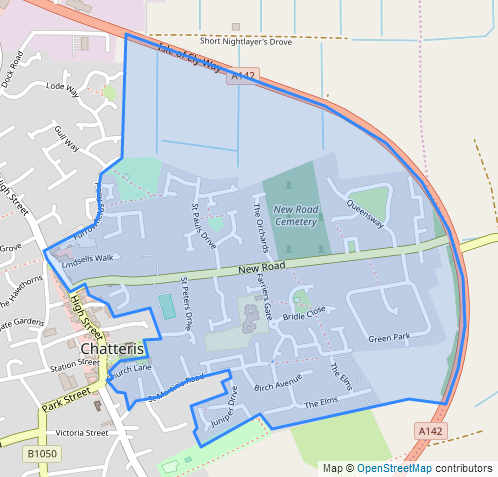 Short Nightlayer's Drove
Isle of Ely Way
A142
Dock Road
Lode Way
Gull Way
High Street
Furrowfields
Grove
Lindsells Walk
The Hawthorns
St Pauls Drive
The Orchards
New Road
Cemetery
Queensway
New Road
St Peters Drive
Farriers Gate
Bridle Close
High Street
Gate Gardens
Chatteris
Station Street
Church Lane
Green Park
Park Street
St Martin's Road
Birch Avenue
The Elms
The Elms
Juniper Drive
Victoria Street
A142
B1050
Map © OpenStreetMap contributors